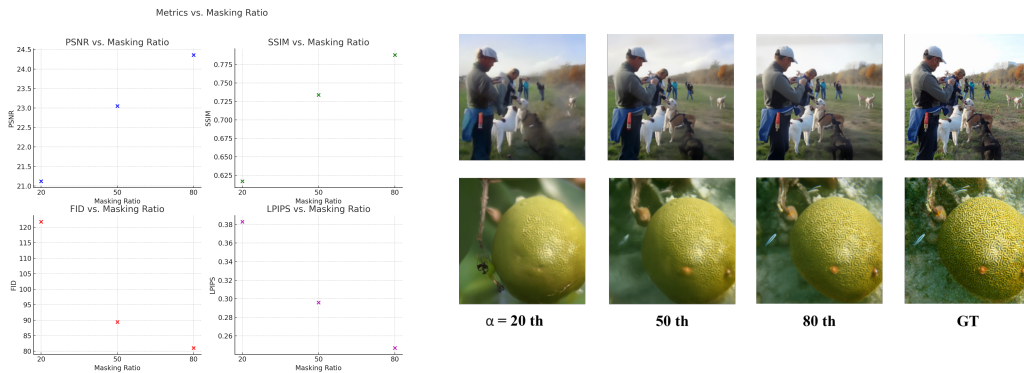 Metrics vs. Masking Ratio
PSNR vs. Masking Ratio
24.5
24.0
23.5
23.0
22.5
22.0
21.5
21.0
PSNR
20
50
80
Masking Ratio
SSIM vs. Masking Ratio
0.775
0.750
0.725
0.700
0.675
0.650
0.625
SSIM
20
50
80
Masking Ratio
FID vs. Masking Ratio
120
115
110
105
100
95
90
85
80
FID
20
50
80
Masking Ratio
LPIPS vs. Masking Ratio
0.38
0.36
0.34
0.32
0.30
0.28
0.26
LPIPS
20
50
80
Masking Ratio
α = 20 th
50 th
80 th
GT